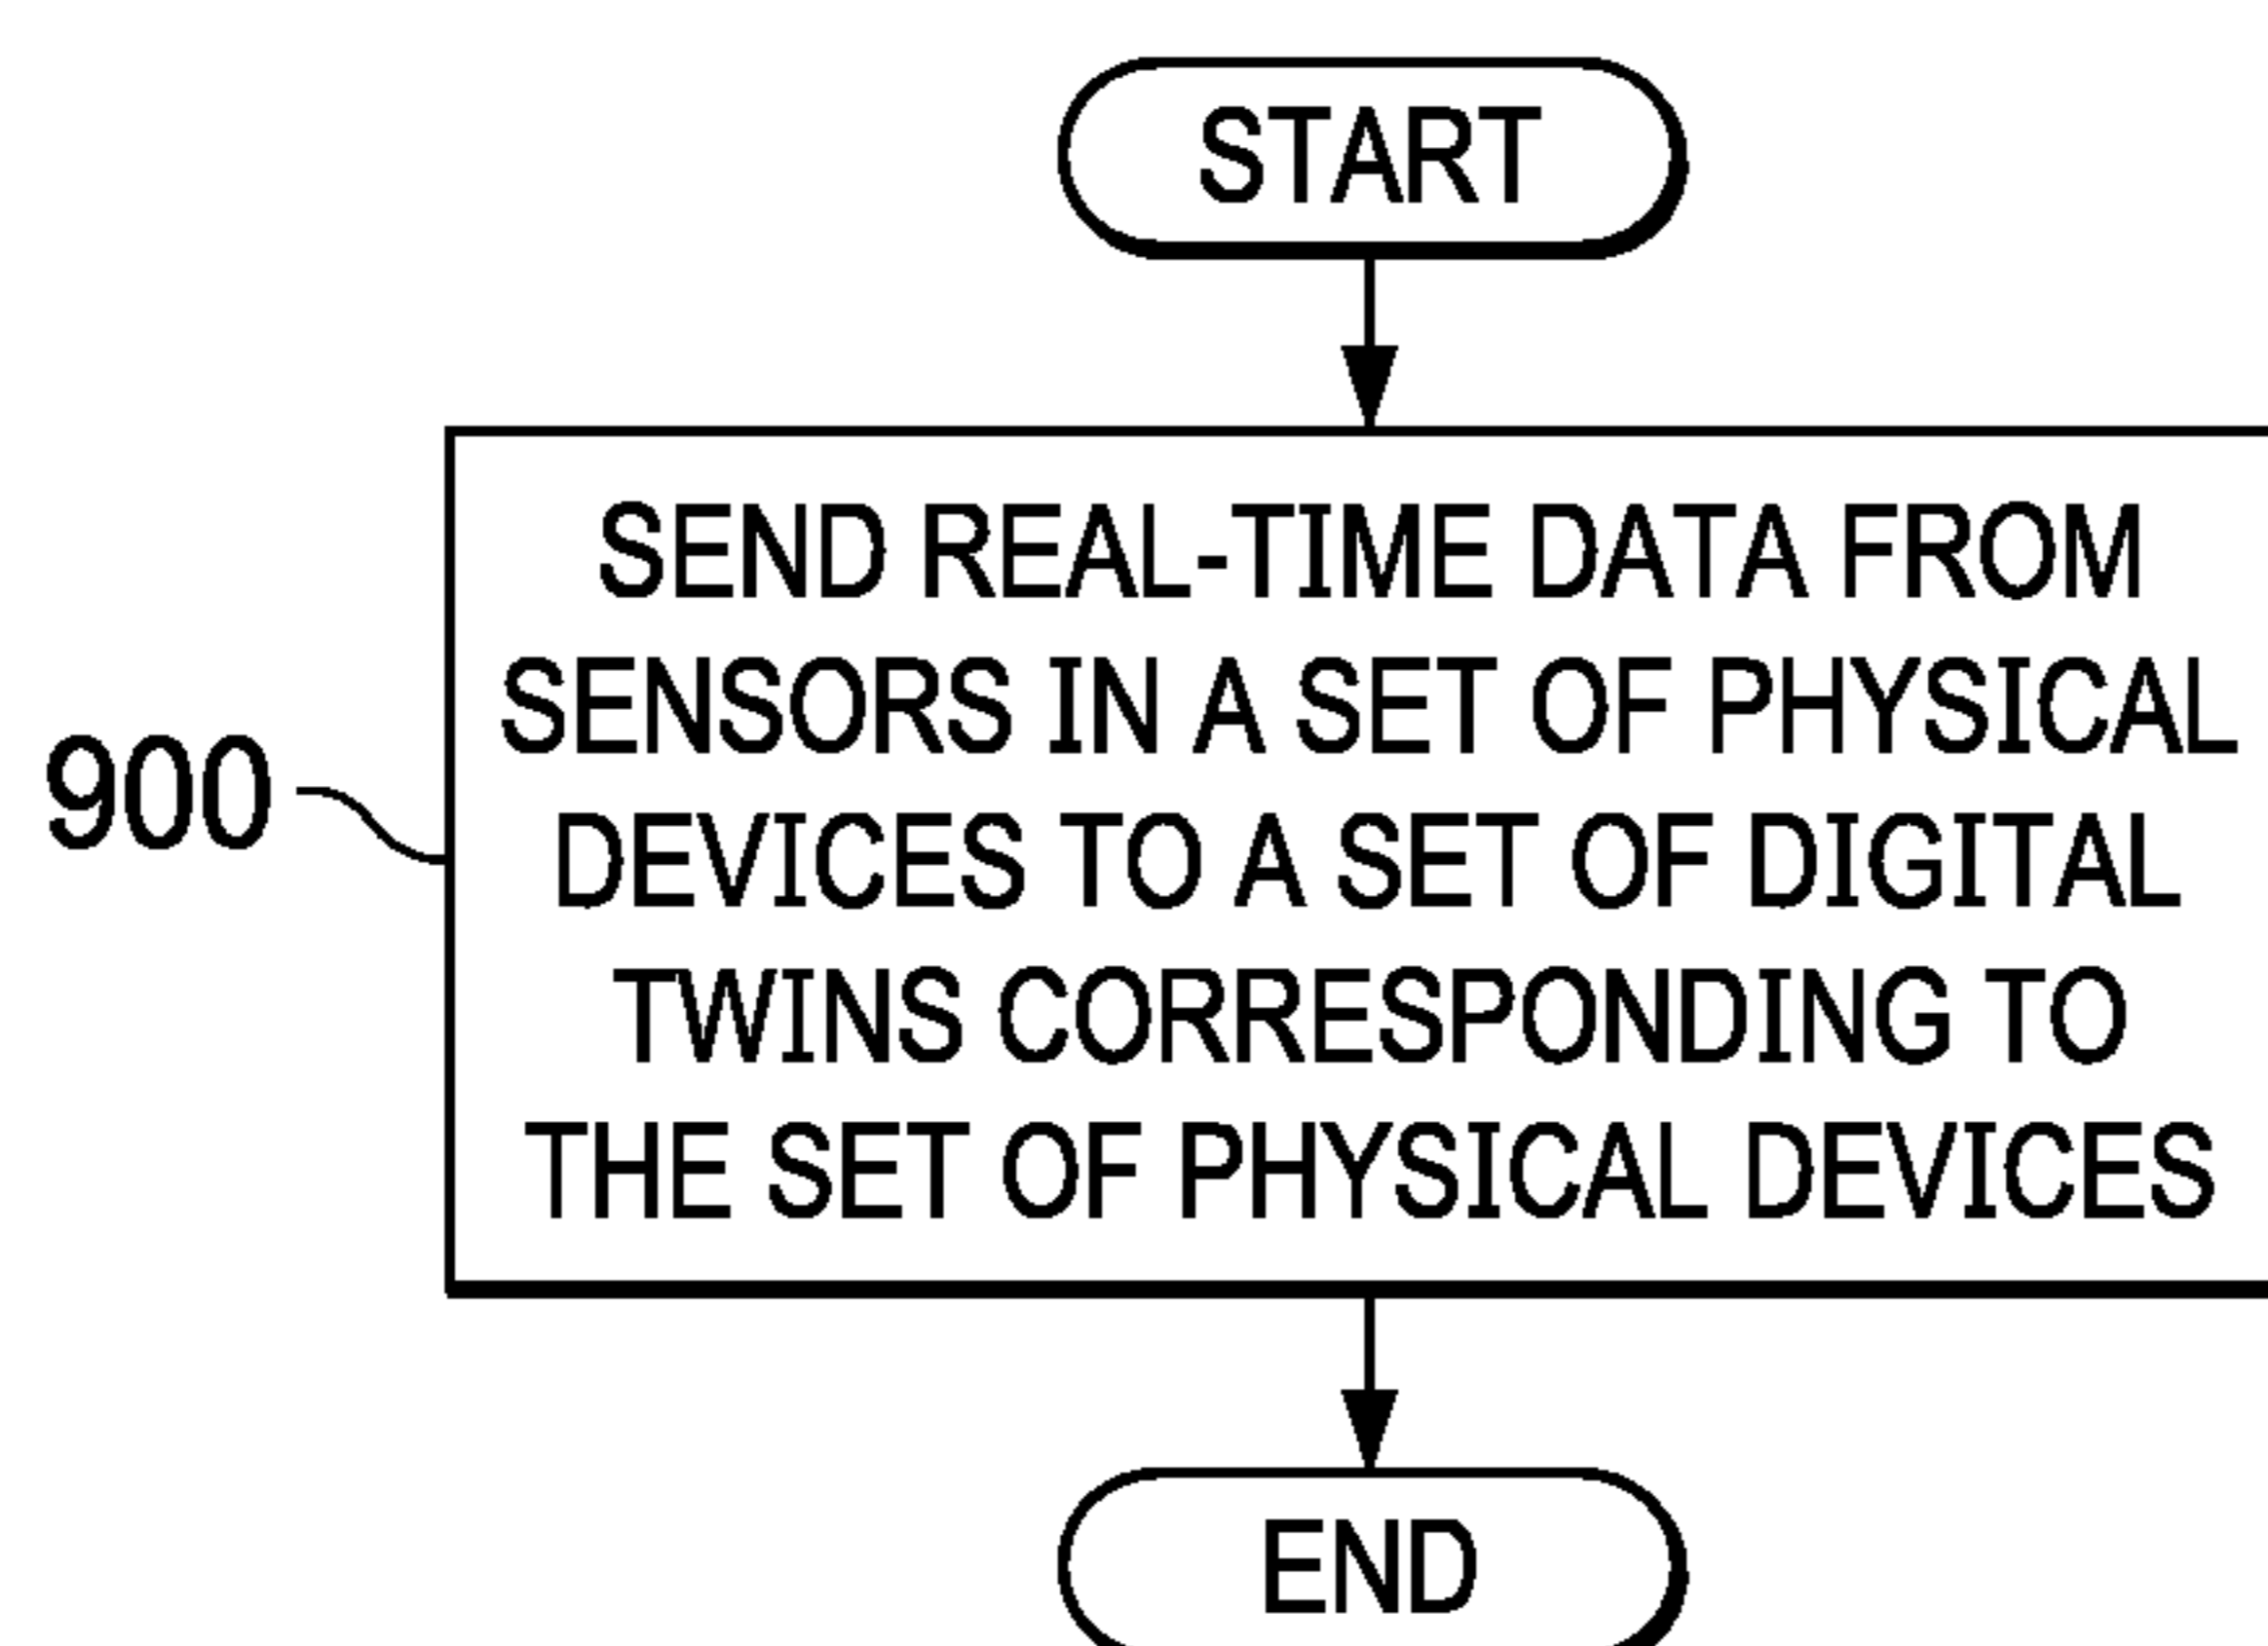 START
SEND REAL-TIME DATA FROM
SENSORS IN A SET OF PHYSICAL
DEVICES TO A SET OF DIGITAL
TWINS CORRESPONDING TO
THE SET OF PHYSICAL DEVICES
900
END